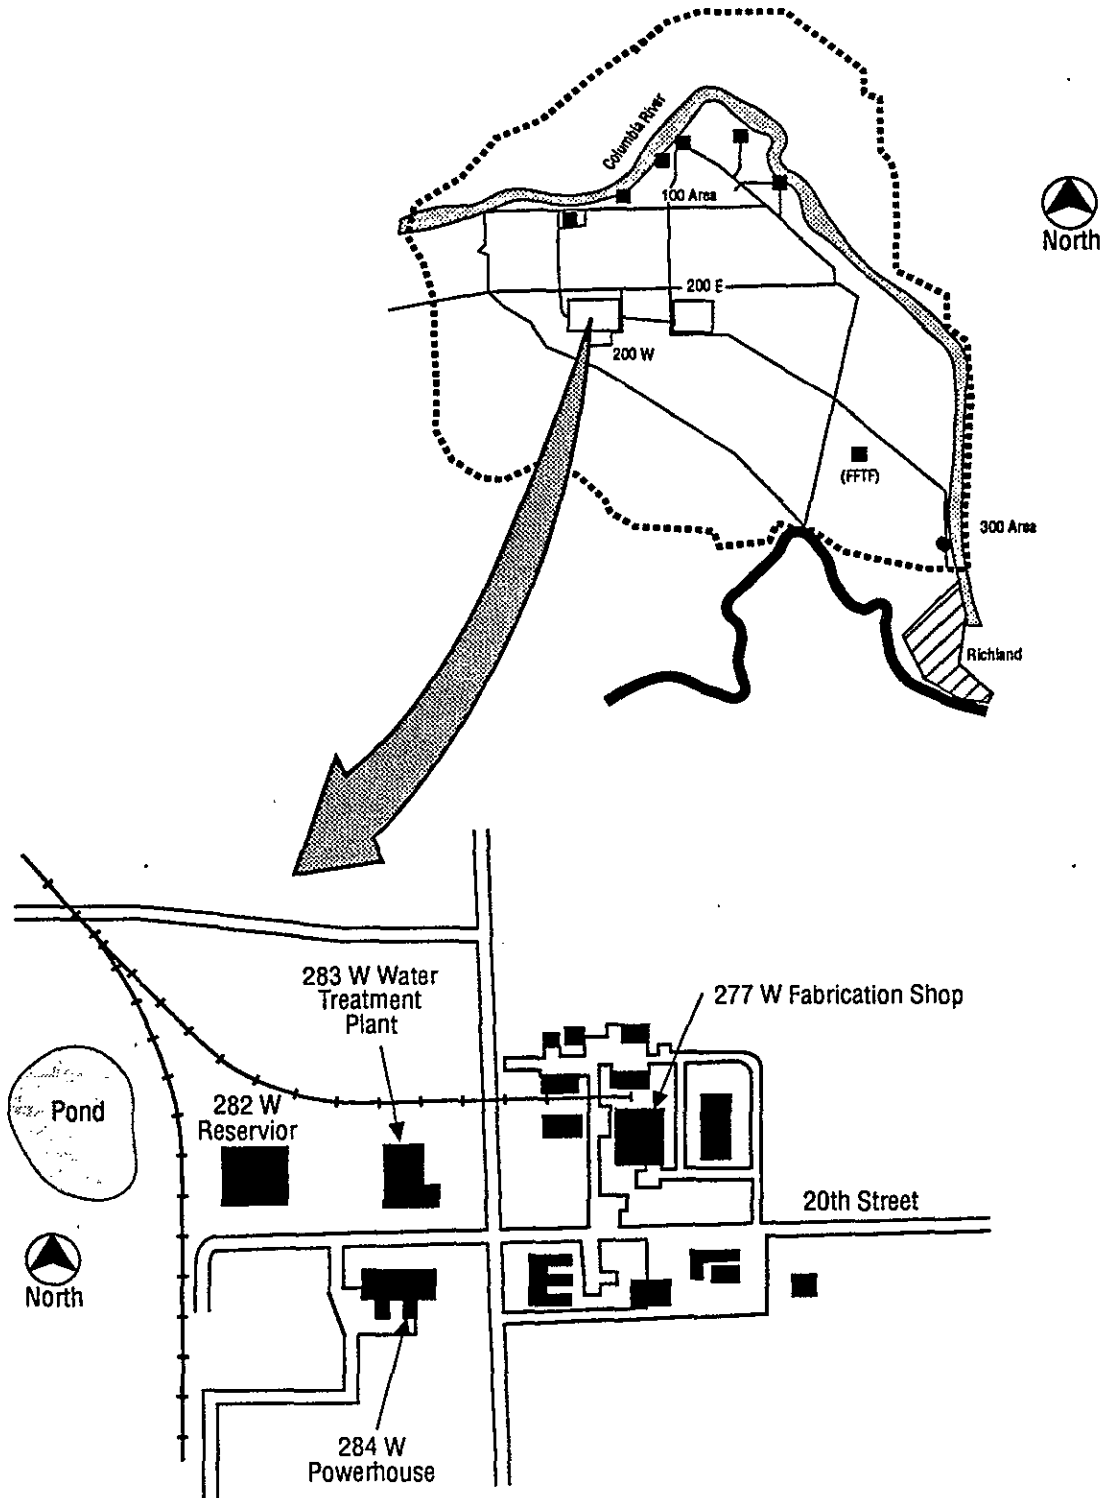 Columbia River
100 Area
North
200 E
200 W
(FFTF)
300 Area
Richland
283 W Water
Treatment
Plant
277 W Fabrication Shop
Pond
282 W
Reservior
20th Street
North
284 W
Powerhouse